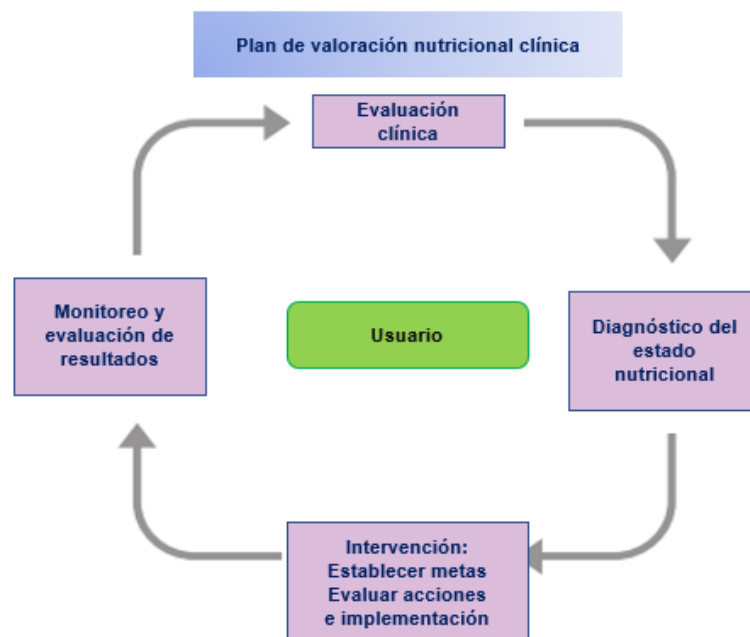 Plan de valoración nutricional clínica
Evaluación
clínica
Monitoreo y
evaluación de
resultados
Usuario
Diagnóstico del
estado
nutricional
Intervención:
Establecer metas
Evaluar acciones
e implementación